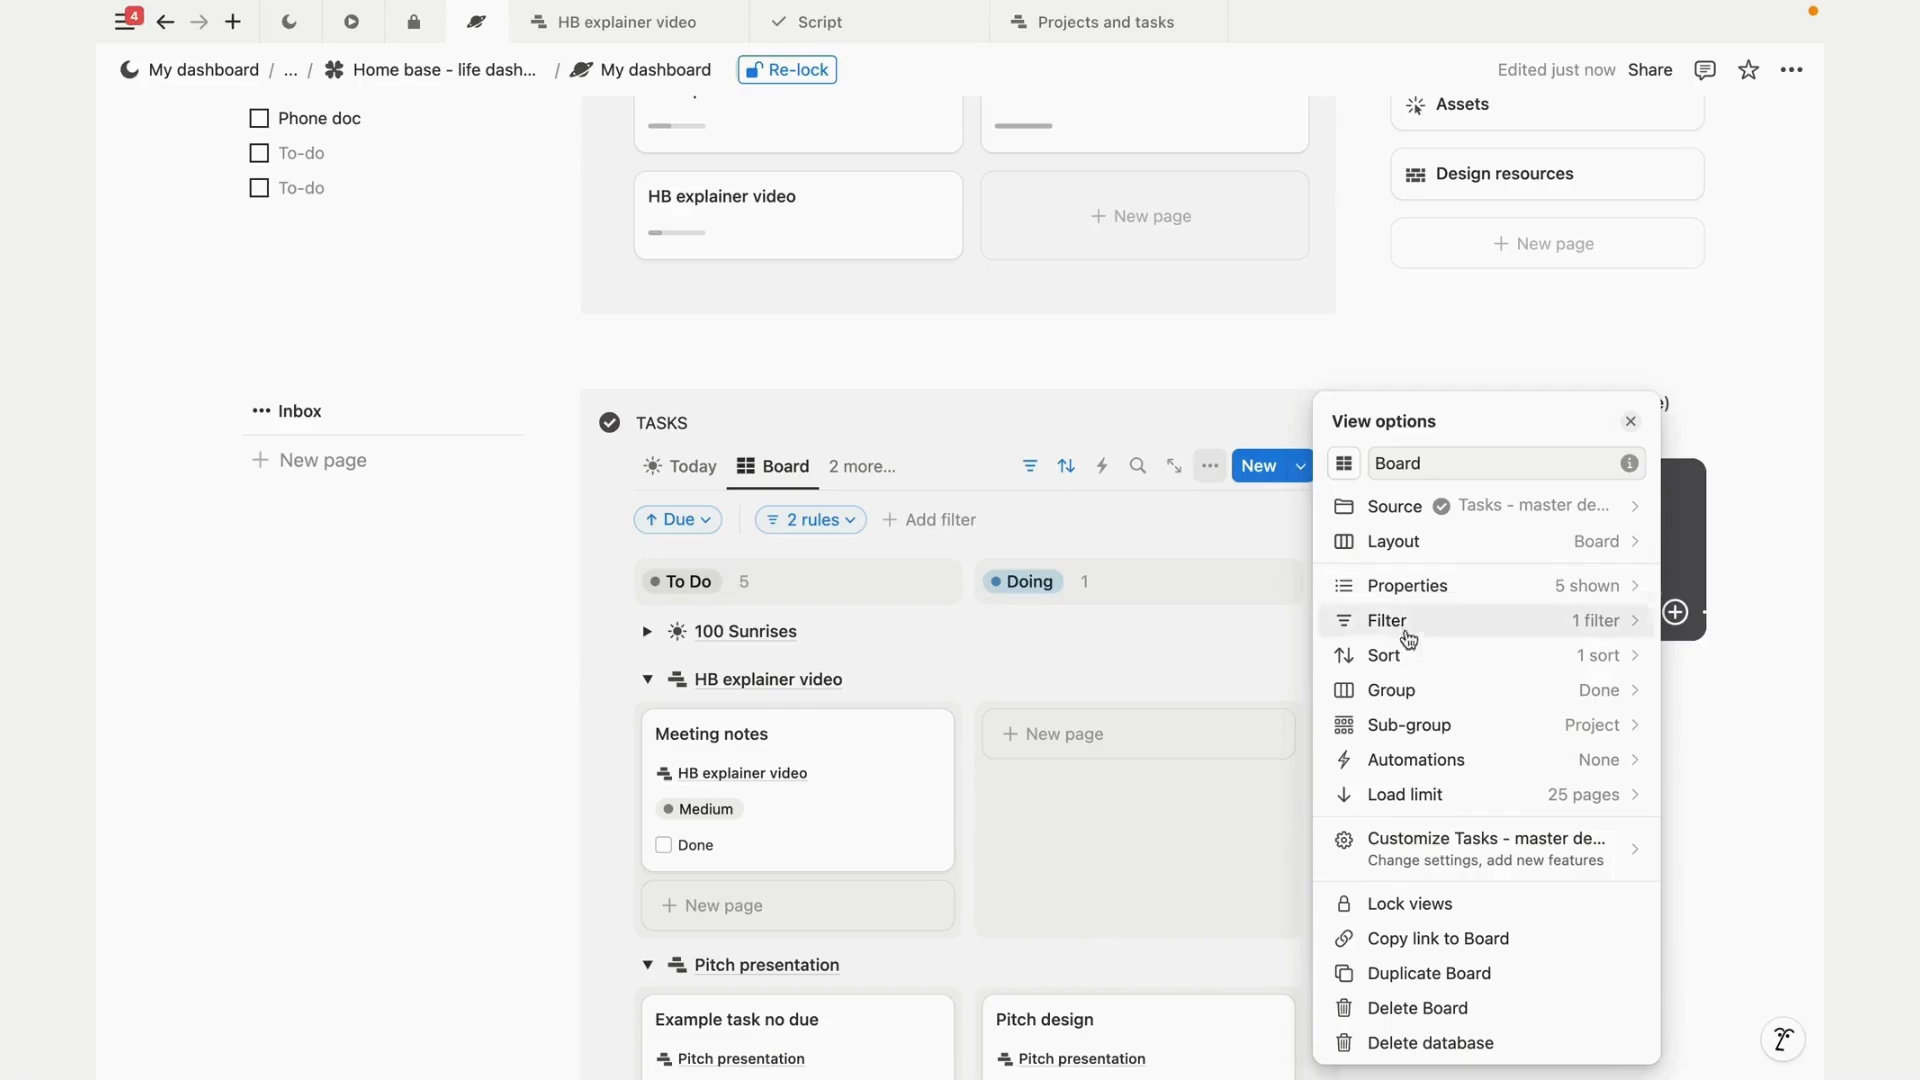 4
HB explainer video
Script
Projects and tasks
My dashboard / ... / Home base - life dash... / My dashboard
Re-lock
Edited just now
Share
Phone doc
To-do
To-do
HB explainer video
+ New page
Assets
Design resources
+ New page
Inbox
+ New page
TASKS
Today
Board
2 more...
New
Due
2 rules
+ Add filter
To Do 5
Doing 1
100 Sunrises
HB explainer video
Meeting notes
HB explainer video
Medium
Done
+ New page
+ New page
Pitch presentation
Example task no due
Pitch presentation
Pitch design
Pitch presentation
View options
Board
Source Tasks - master de...
Layout Board
Properties 5 shown
Filter 1 filter
Sort 1 sort
Group Done
Sub-group Project
Automations None
Load limit 25 pages
Customize Tasks - master de...
Change settings, add new features
Lock views
Copy link to Board
Duplicate Board
Delete Board
Delete database